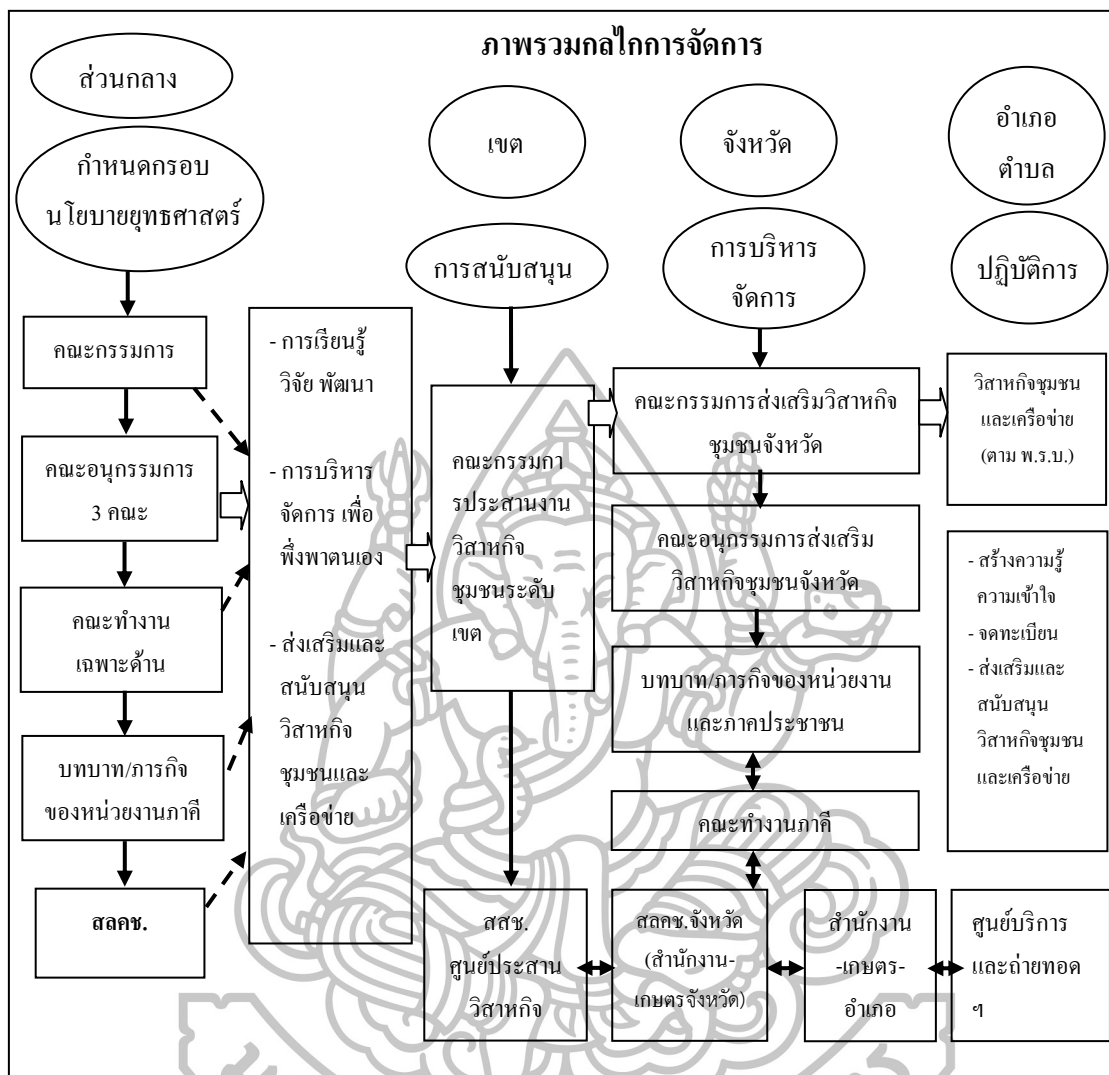 ภาพรวมกลไกการจัดการ
ส่วนกลาง
กำหนดกรอบ
นโยบายยุทธศาสตร์
คณะกรรมการ
คณะอนุกรรมการ
3 คณะ
คณะทำงาน
เฉพาะด้าน
บทบาท/ภารกิจ
ของหน่วยงานภาคี
สลคช.
- การเรียนรู้
วิจัย พัฒนา
- การบริหาร
จัดการ เพื่อ
พึ่งพาตนเอง
- ส่งเสริมและ
สนับสนุน
วิสาหกิจ
ชุมชนและ
เครือข่าย
เขต
การสนับสนุน
คณะกรรมกา
รประสานงาน
วิสาหกิจ
ชุมชนระดับ
เขต
สสช.
ศูนย์ประสาน
วิสาหกิจ
จังหวัด
การบริหาร
จัดการ
คณะกรรมการส่งเสริมวิสาหกิจ
ชุมชนจังหวัด
คณะอนุกรรมการส่งเสริม
วิสาหกิจชุมชนจังหวัด
บทบาท/ภารกิจของหน่วยงาน
และภาคประชาชน
คณะทำงานภาคี
สลคช.จังหวัด
(สำนักงาน-
เกษตรจังหวัด)
สำนักงาน
-เกษตร-
อำเภอ
อำเภอ
ตำบล
ปฏิบัติการ
วิสาหกิจชุมชน
และเครือข่าย
(ตาม พ.ร.บ.)
- สร้างความรู้
ความเข้าใจ
- จดทะเบียน
- ส่งเสริมและ
สนับสนุน
วิสาหกิจชุมชน
และเครือข่าย
ศูนย์บริการ
และถ่ายทอด
ฯ